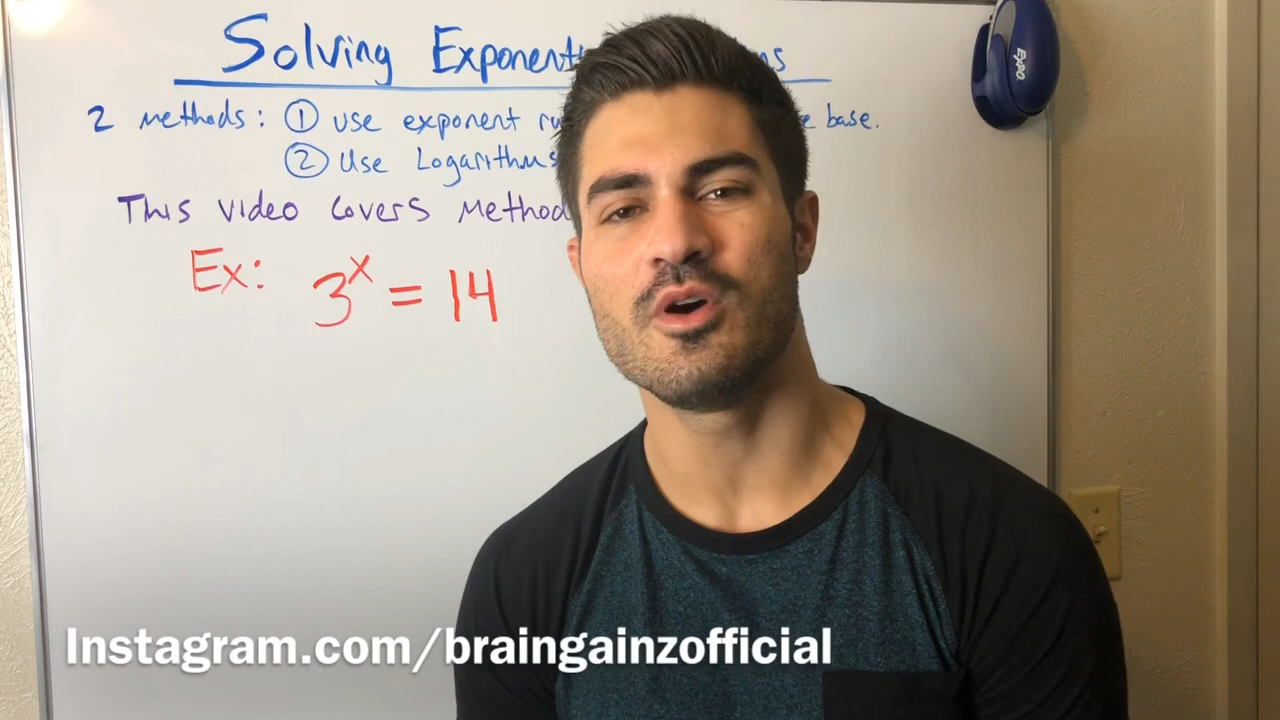 Solving Exponent
2 methods: ① use exponent base.
② Use Logarithms
This video covers Method
Ex: 3ˣ = 14
EXPO
Instagram.com/braingainzofficial